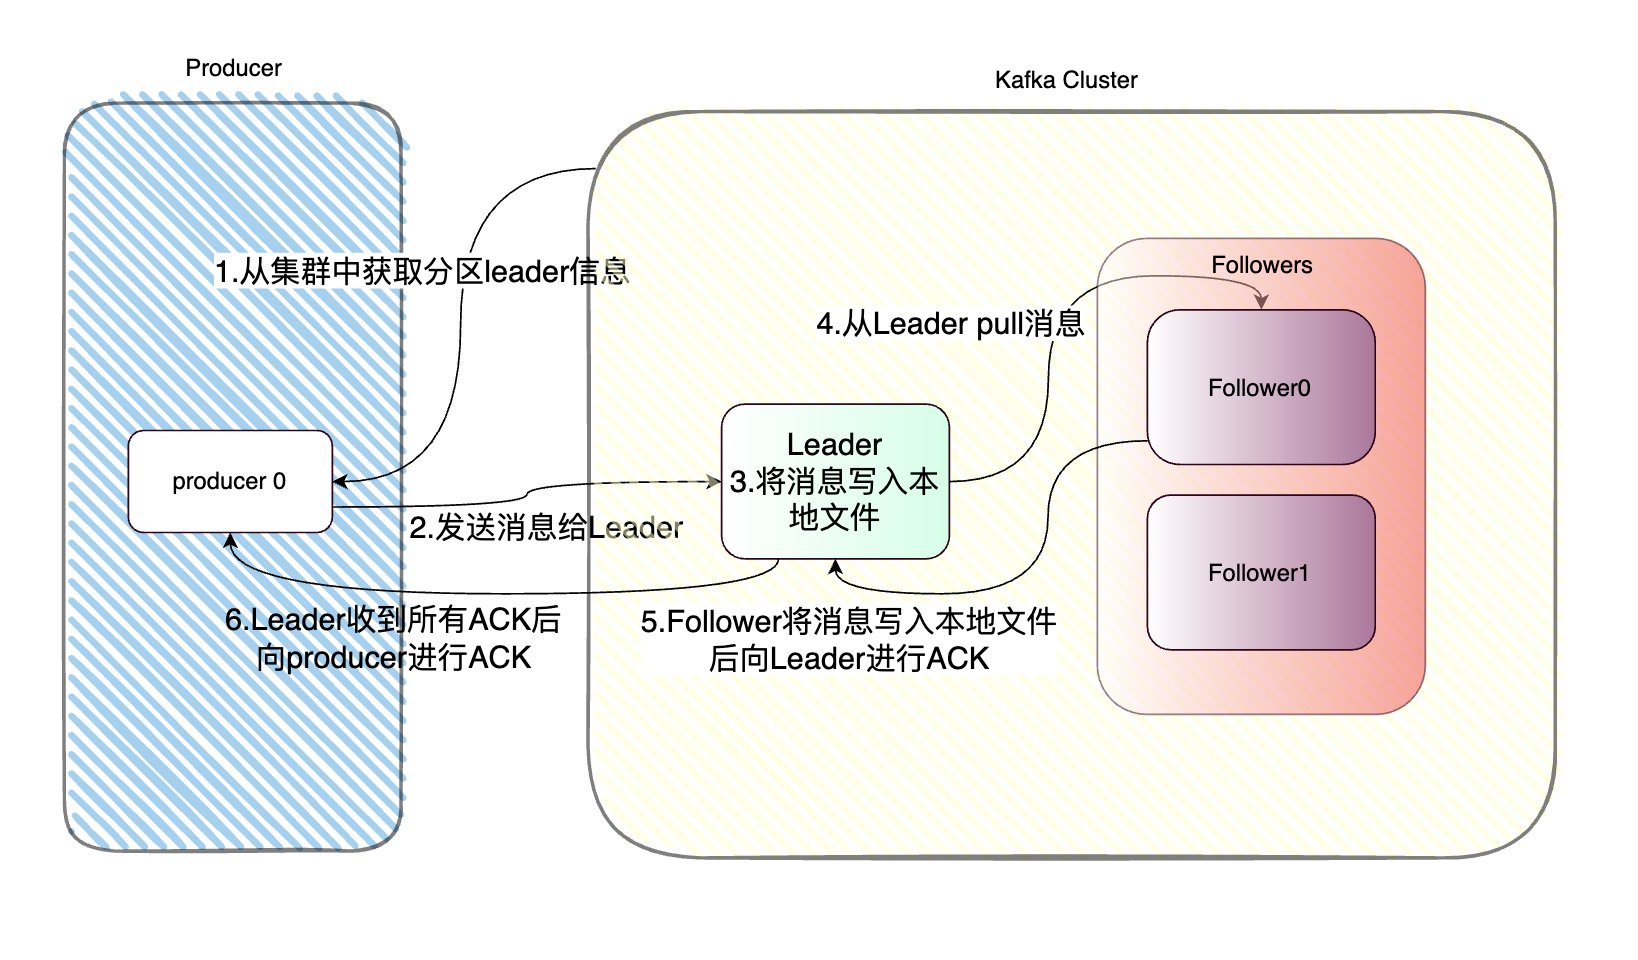 Producer
Kafka Cluster
1.从集群中获取分区leader信息
Followers
4.从Leader pull消息
Follower0
Leader
3.将消息写入本
地文件
producer 0
2.发送消息给Leader
Follower1
6.Leader收到所有ACK后
向producer进行ACK
5.Follower将消息写入本地文件
后向Leader进行ACK